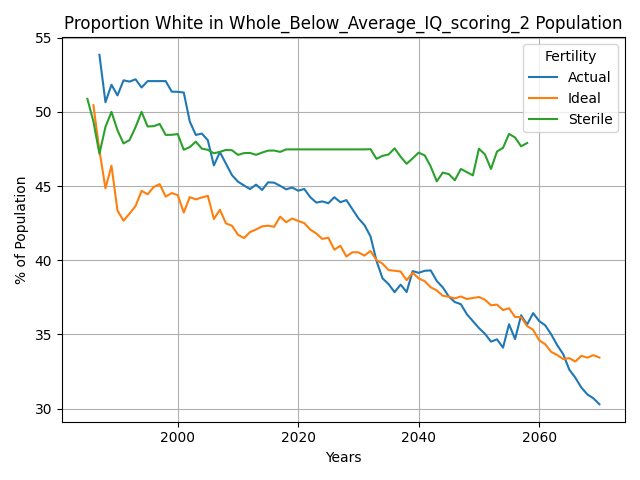 Proportion White in Whole_Below_Average_IQ_scoring_2 Population
Fertility
Actual
Ideal
Sterile
% of Population
55
50
45
40
35
30
2000
2020
2040
2060
Years